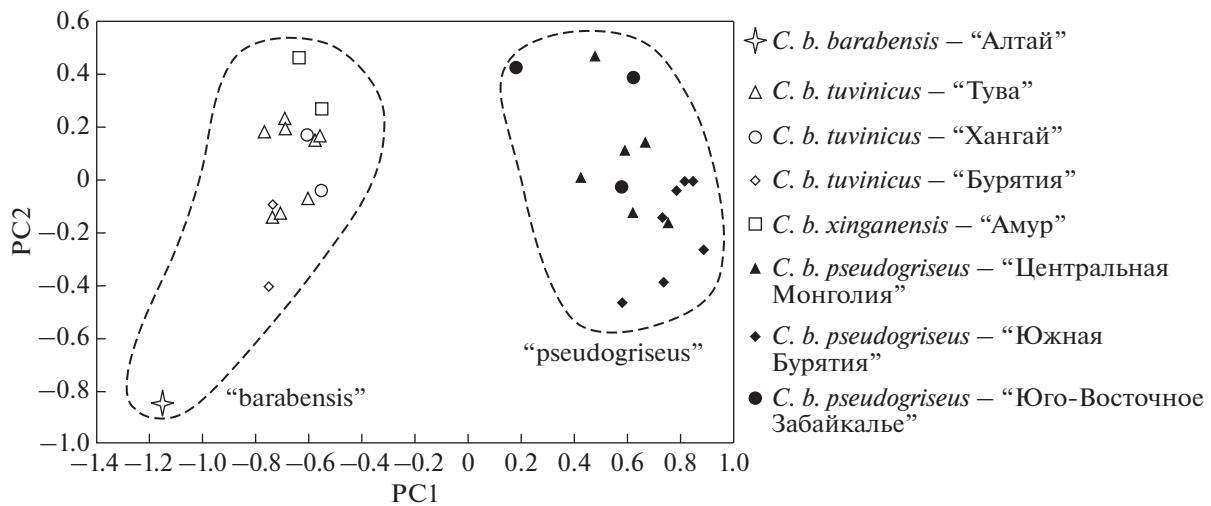 0.6
0.4
0.2
0
−0.2
−0.4
−0.6
−0.8
−1.0
PC2
−1.4 −1.2 −1.0 −0.8 −0.6 −0.4 −0.2 0 0.2 0.4 0.6 0.8 1.0
PC1
“barabensis”
“pseudogriseus”
C. b. barabensis – “Алтай”
C. b. tuvinicus – “Тува”
C. b. tuvinicus – “Хангай”
C. b. tuvinicus – “Бурятия”
C. b. xinganensis – “Амур”
C. b. pseudogriseus – “Центральная
Монголия”
C. b. pseudogriseus – “Южная
Бурятия”
C. b. pseudogriseus – “Юго-Восточное
Забайкалье”